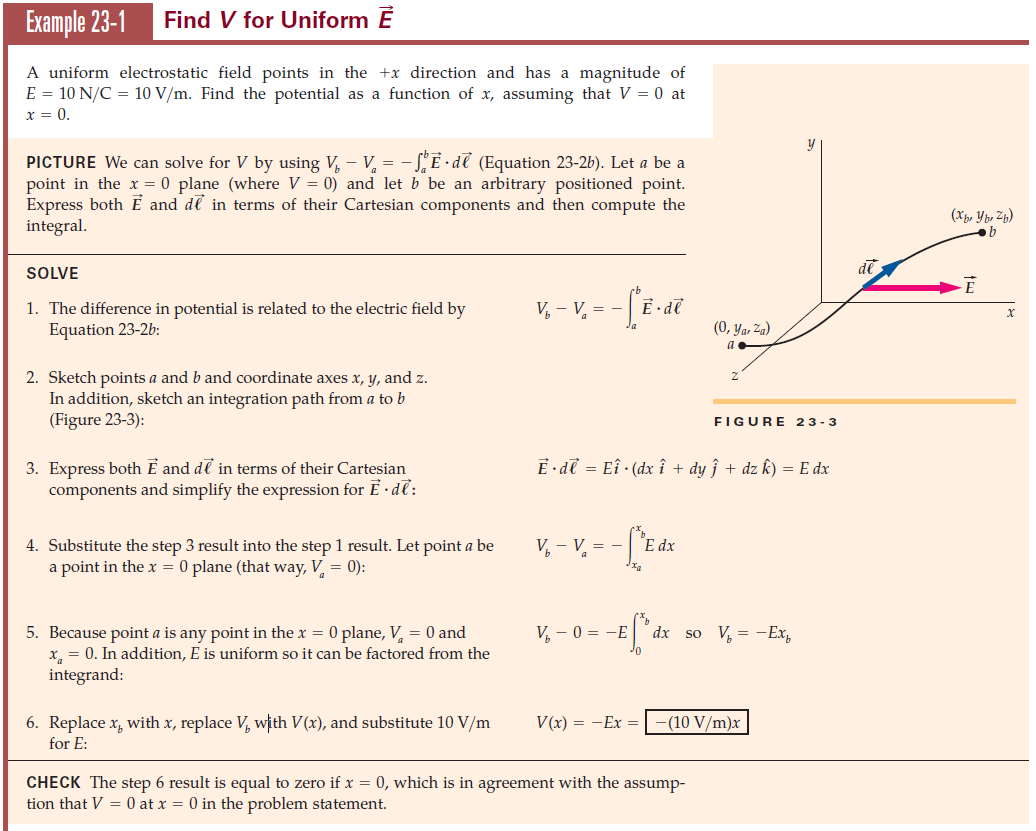 Example 23-1 Find V for Uniform E⃗
A uniform electrostatic field points in the +x direction and has a magnitude of
E = 10 N/C = 10 V/m. Find the potential as a function of x, assuming that V = 0 at
x = 0.
PICTURE We can solve for V by using V_b − V_a = −∫_a^b E⃗ · dℓ⃗ (Equation 23-2b). Let a be a
point in the x = 0 plane (where V = 0) and let b be an arbitrary positioned point.
Express both E⃗ and dℓ⃗ in terms of their Cartesian components and then compute the
integral.
SOLVE
1. The difference in potential is related to the electric field by
Equation 23-2b:
V_b − V_a = −∫_a^b E⃗ · dℓ⃗
2. Sketch points a and b and coordinate axes x, y, and z.
In addition, sketch an integration path from a to b
(Figure 23-3):
3. Express both E⃗ and dℓ⃗ in terms of their Cartesian
components and simplify the expression for E⃗ · dℓ⃗:
E⃗ · dℓ⃗ = Eî · (dx î + dy ĵ + dz k̂) = E dx
4. Substitute the step 3 result into the step 1 result. Let point a be
a point in the x = 0 plane (that way, V_a = 0):
V_b − V_a = −∫_{x_a}^{x_b} E dx
5. Because point a is any point in the x = 0 plane, V_a = 0 and
x_a = 0. In addition, E is uniform so it can be factored from the
integrand:
V_b − 0 = −E∫_0^{x_b} dx so V_b = −Ex_b
6. Replace x_b with x, replace V_b with V(x), and substitute 10 V/m
for E:
V(x) = −Ex = −(10 V/m)x
CHECK The step 6 result is equal to zero if x = 0, which is in agreement with the assump-
tion that V = 0 at x = 0 in the problem statement.
y
(x_b, y_b, z_b)
b
dℓ⃗
E⃗
x
(0, y_a, z_a)
a
z
FIGURE 23-3